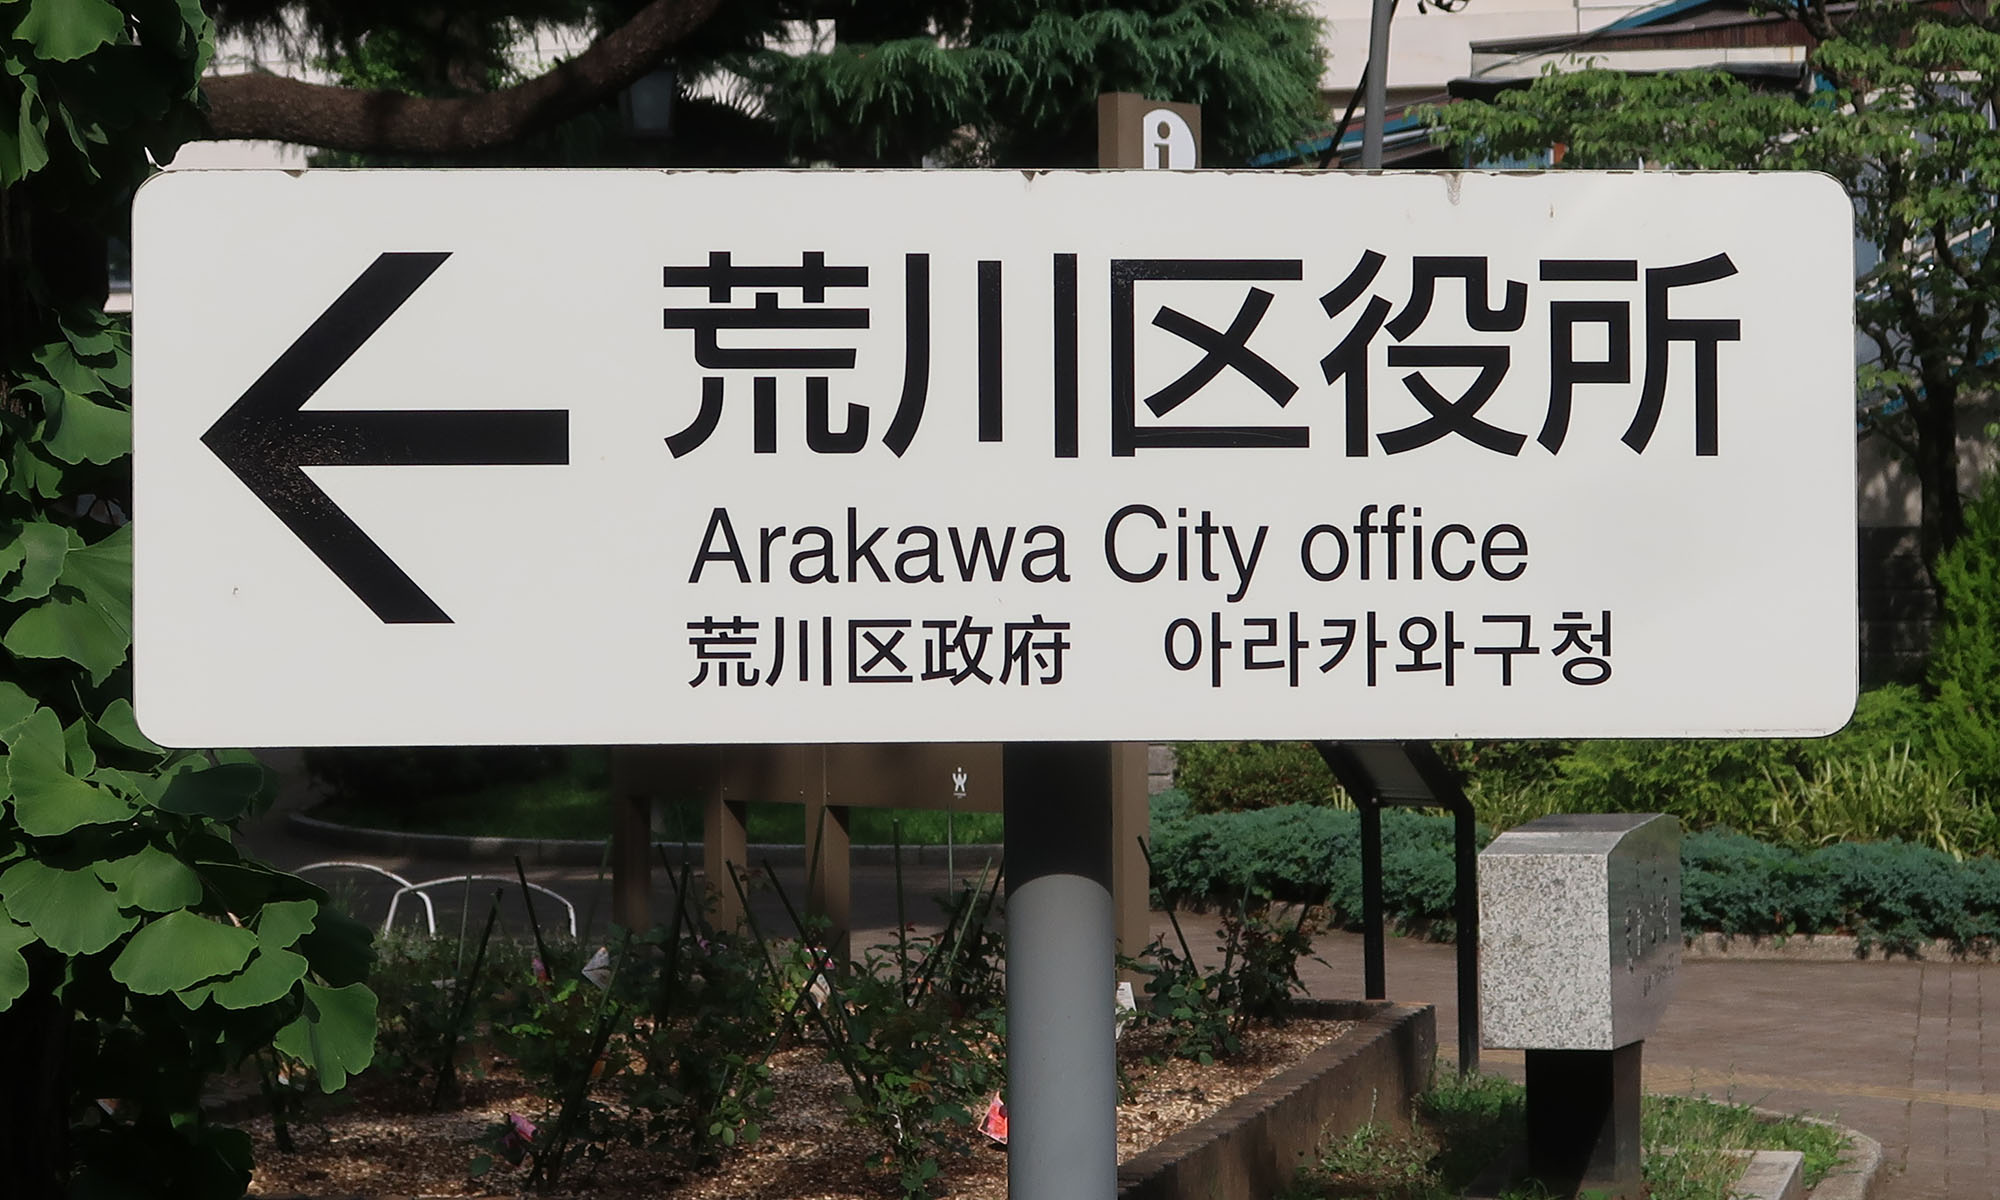 i
荒川区役所
Arakawa City office
荒川区政府　아라카와구청